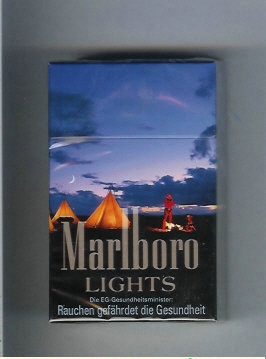 Marlboro
LIGHTS
Die EG-Gesundheitsminister:
Rauchen gefährdet die Gesundheit